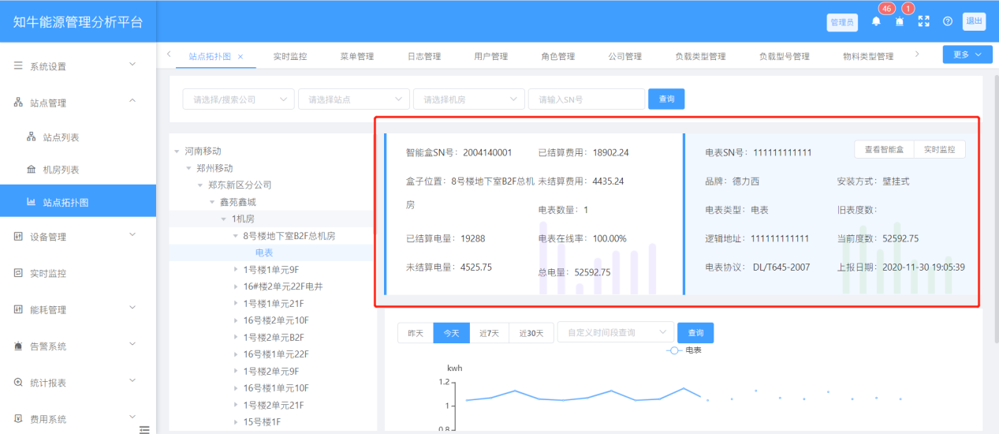 知牛能源管理分析平台
管理员
46
1
退出
系统设置
站点管理
站点列表
机房列表
站点拓扑图
设备管理
实时监控
能耗管理
告警系统
统计报表
费用系统
站点拓扑图 ×
实时监控
菜单管理
日志管理
用户管理
角色管理
公司管理
负载类型管理
负载型号管理
物料类型管理
更多
请选择/搜索公司
请选择站点
请选择机房
请输入SN号
查询
河南移动
郑州移动
郑东新区分公司
鑫苑鑫城
1机房
8号楼地下室B2F总机房
电表
1号楼1单元9F
16#楼2单元22F电井
1号楼1单元21F
16号楼2单元10F
1号楼2单元B2F
16号楼1单元22F
1号楼2单元9F
16号楼1单元10F
1号楼2单元21F
15号楼1F
智能盒SN号：2004140001
盒子位置：8号楼地下室B2F总机
房
已结算电量：19288
未结算电量：4525.75
已结算费用：18902.24
未结算费用：4435.24
电表数量：1
电表在线率：100.00%
总电量：52592.75
电表SN号：111111111111
查看智能盒
实时监控
品牌：德力西
安装方式：壁挂式
电表类型：电表
旧表度数：
逻辑地址：111111111111
当前度数：52592.75
电表协议：DL/T645-2007
上报日期：2020-11-30 19:05:39
昨天
今天
近7天
近30天
自定义时间段查询
查询
电表
kwh
1.2
1
0.8